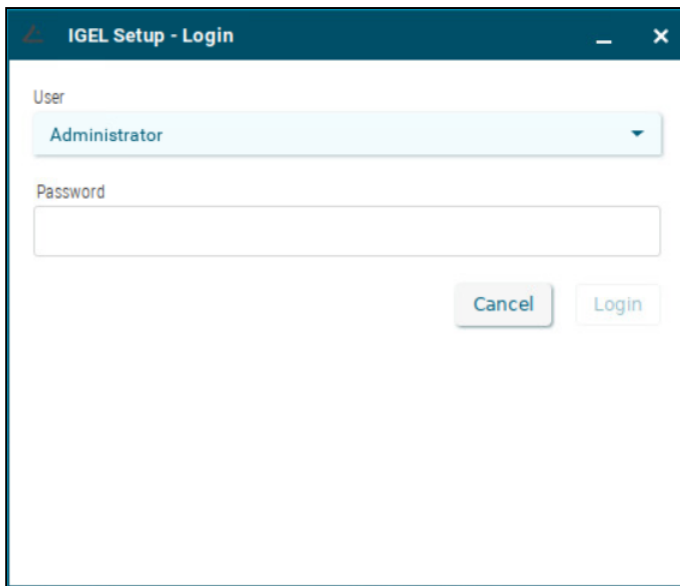 IGEL Setup - Login
User
Administrator
Password
Cancel Login